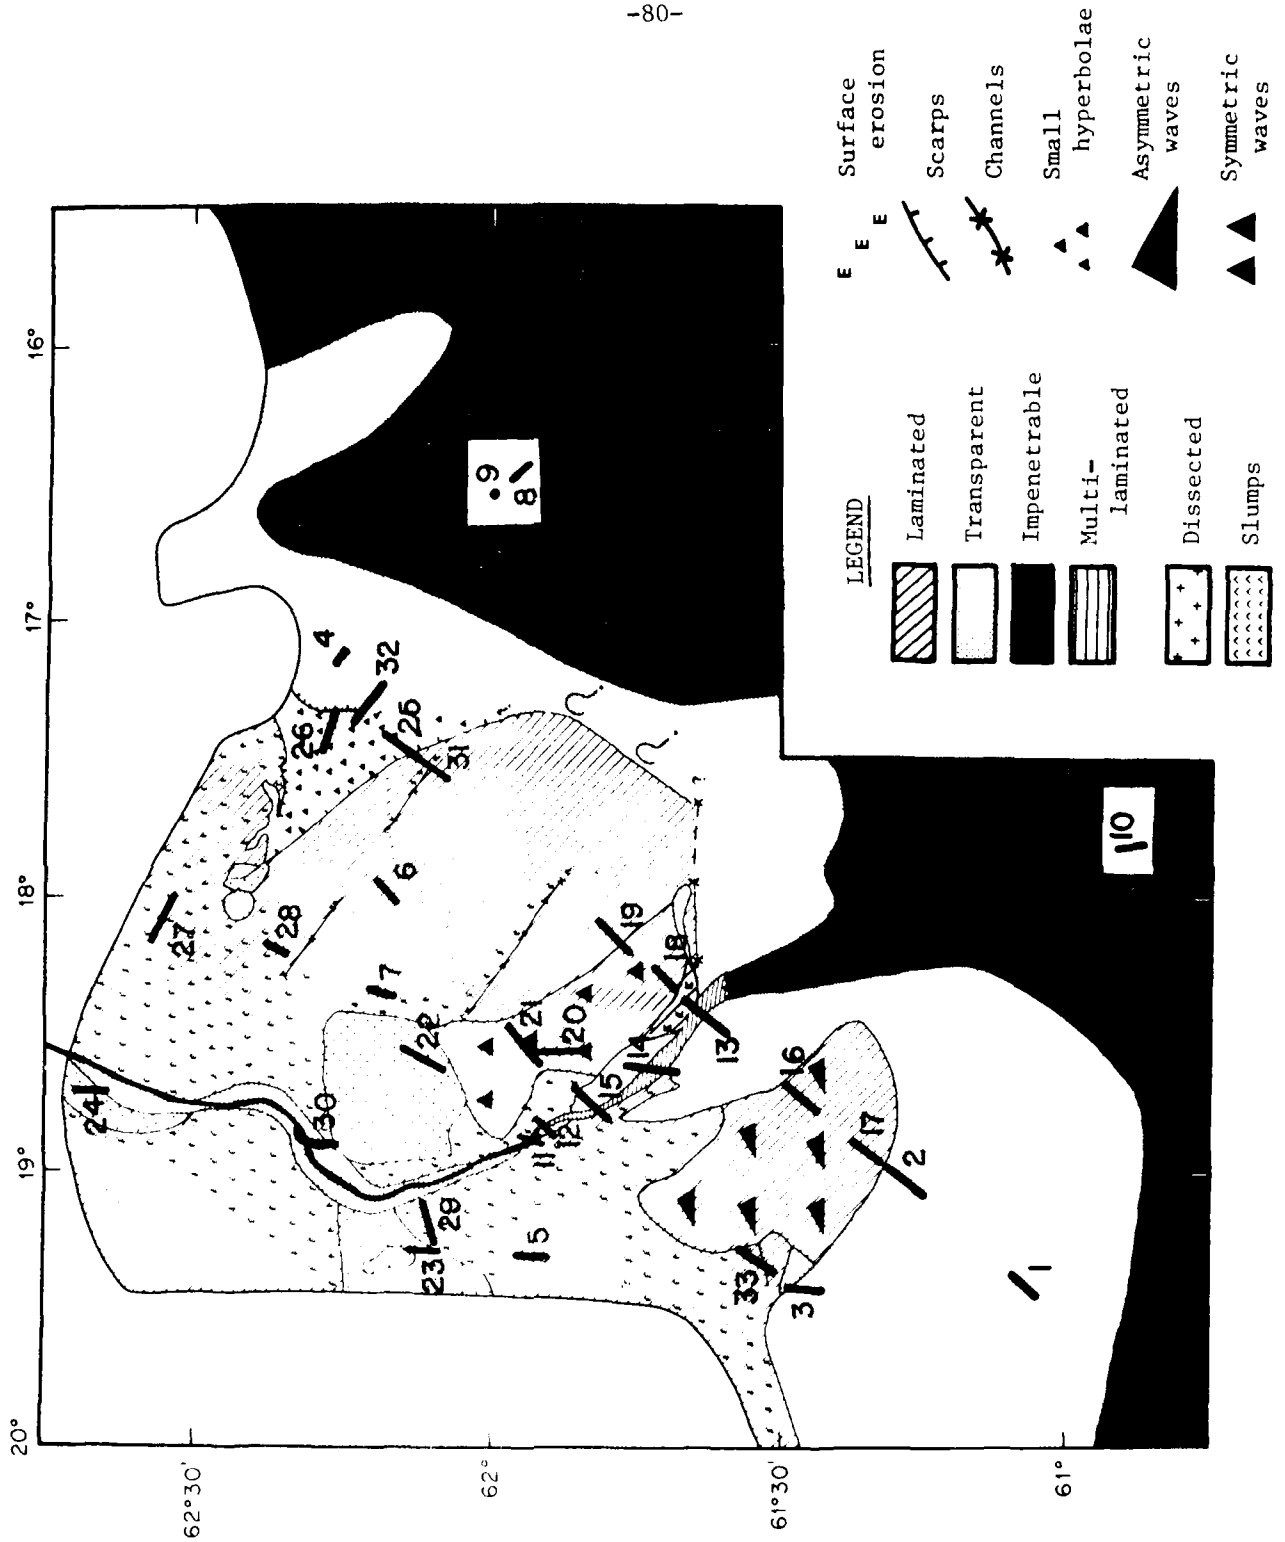 -80-
16°
17°
18°
19°
20°
62°30'
62°
61°30'
61°
1
2
3
4
5
6
7
8
9
10
11
12
13
14
15
16
17
18
19
20
21
22
23
24
25
26
27
28
29
30
31
32
33
?
?
?
LEGEND
Laminated
Transparent
Impenetrable
Multi-
laminated
Dissected
Slumps
E E E
Surface
erosion
Scarps
Channels
Small
hyperbolae
Asymmetric
waves
Symmetric
waves